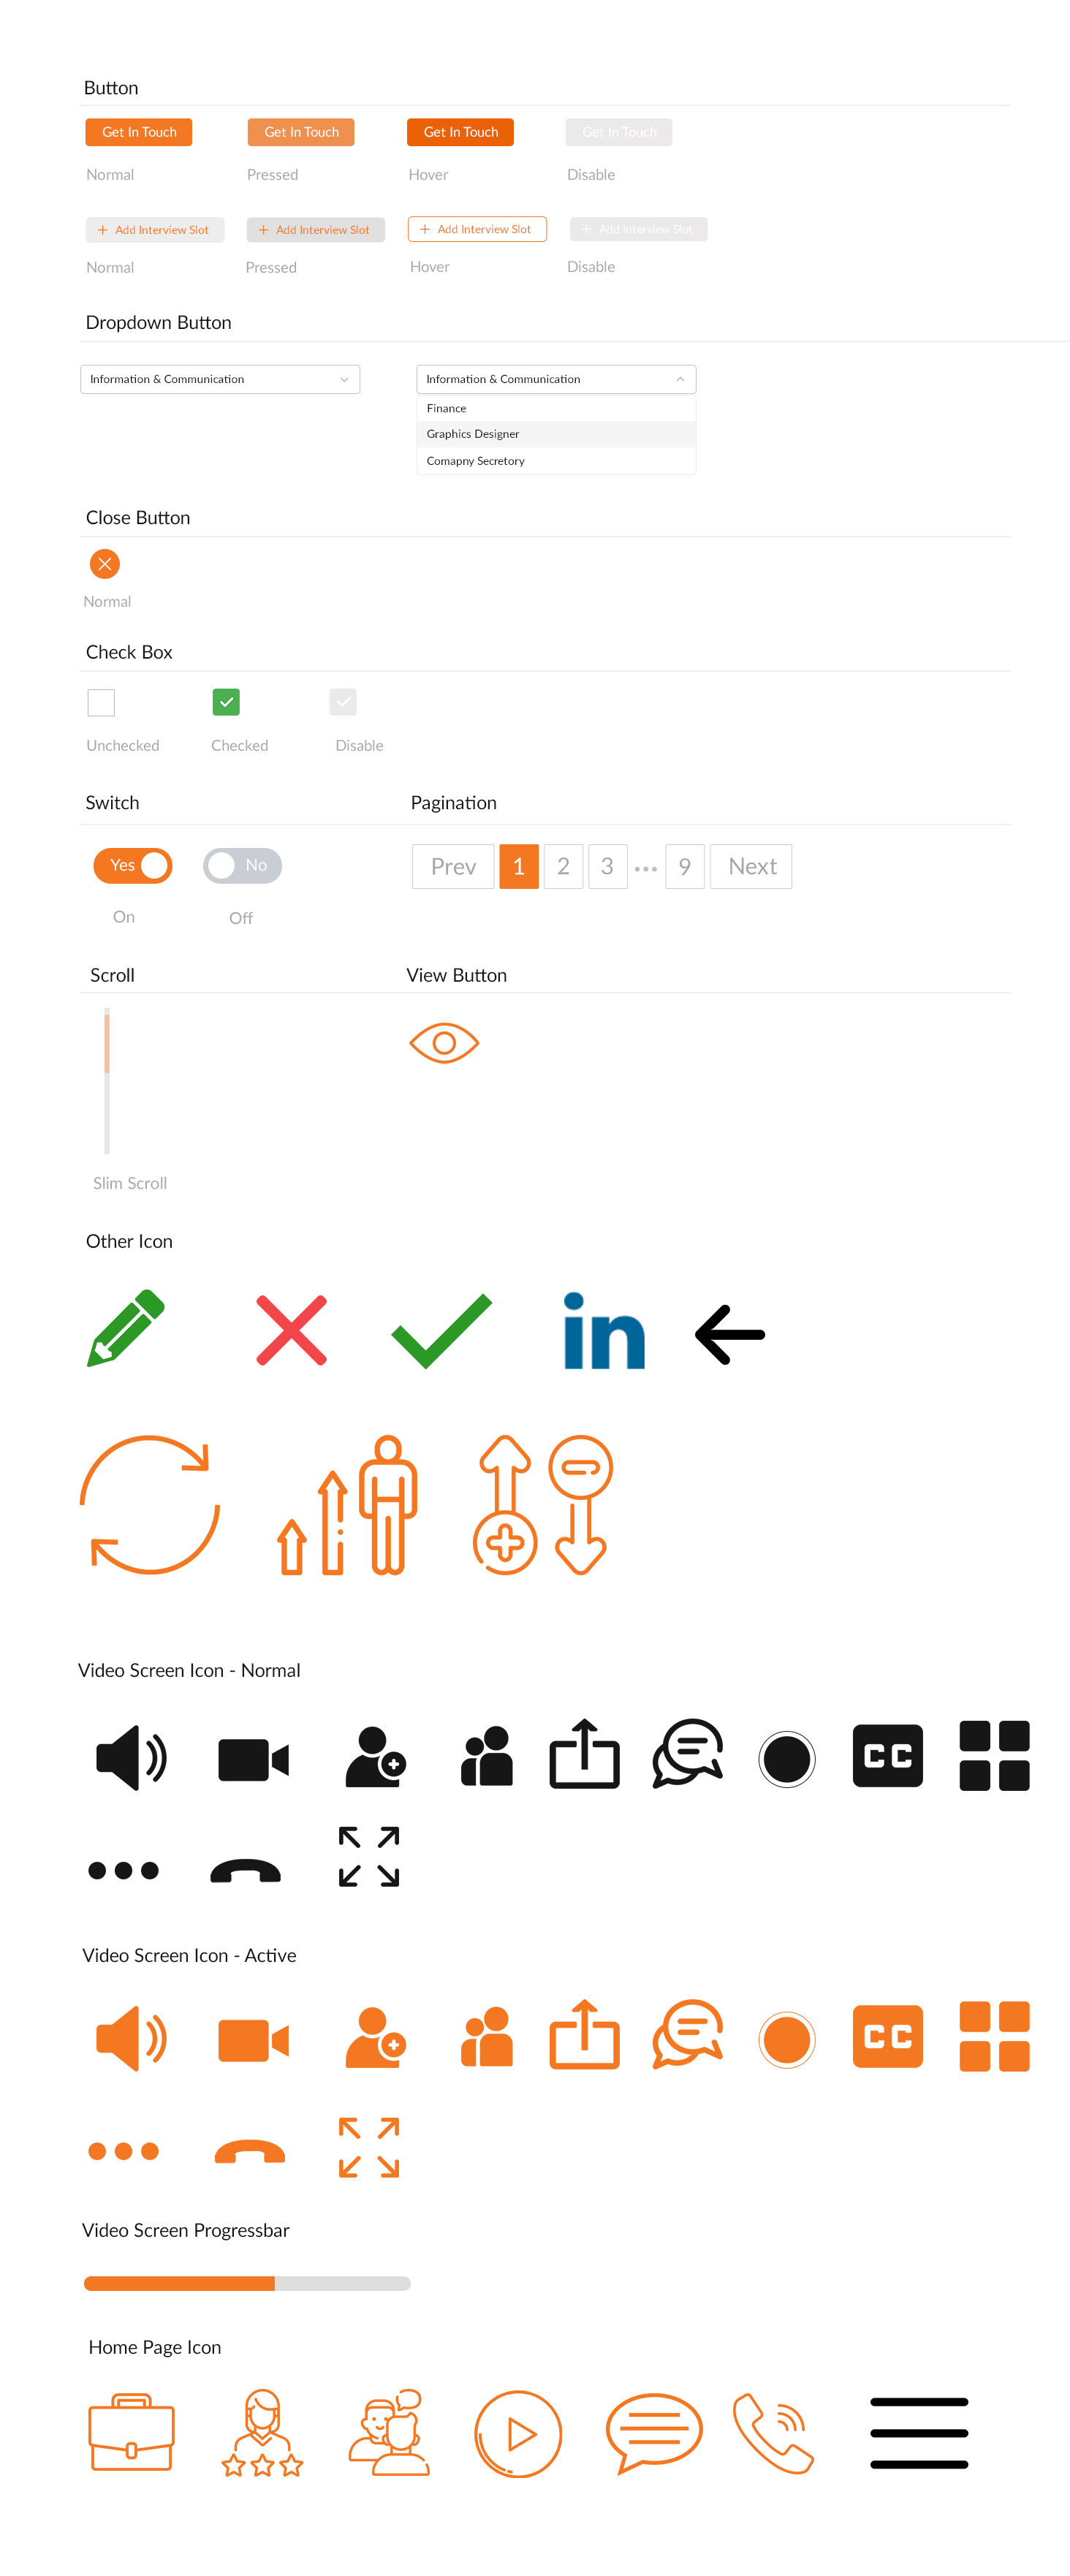 Button
Get In Touch
Get In Touch
Get In Touch
Get In Touch
Normal
Pressed
Hover
Disable
+ Add Interview Slot
+ Add Interview Slot
+ Add Interview Slot
+ Add Interview Slot
Normal
Pressed
Hover
Disable
Dropdown Button
Information & Communication
Information & Communication
Finance
Graphics Designer
Comapny Secretory
Close Button
Normal
Check Box
Unchecked
Checked
Disable
Switch
Pagination
Yes
No
Prev 1 2 3 ... 9 Next
On
Off
Scroll
View Button
Slim Scroll
Other Icon
in
Video Screen Icon - Normal
CC
Video Screen Icon - Active
CC
Video Screen Progressbar
Home Page Icon